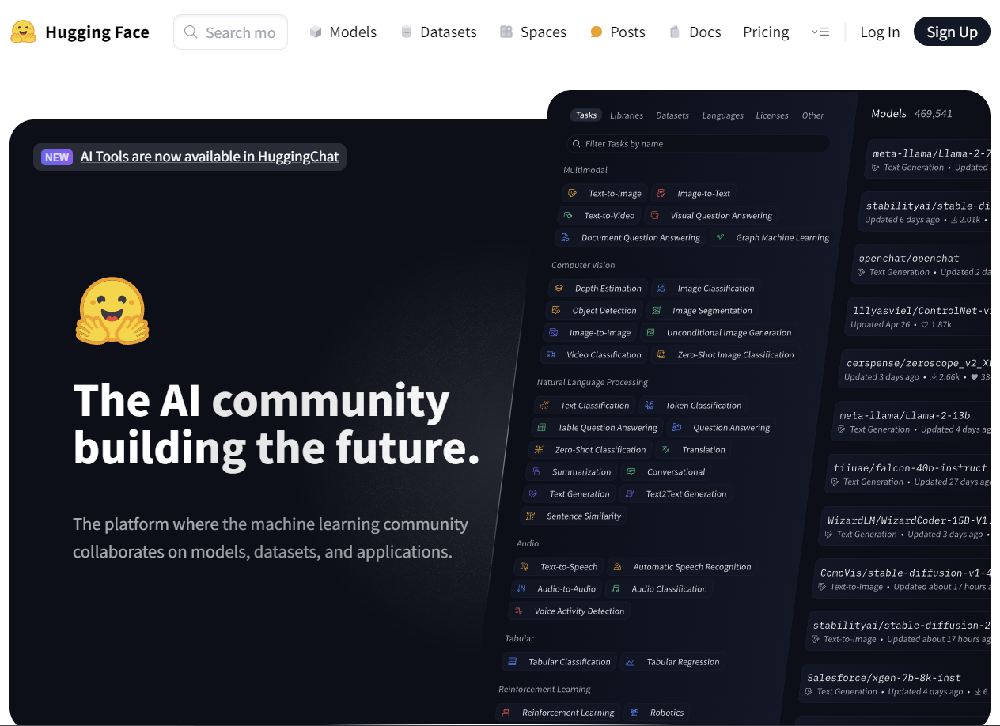 Hugging Face
Search mo
Models
Datasets
Spaces
Posts
Docs
Pricing
Log In
Sign Up
NEW AI Tools are now available in HuggingChat
The AI community
building the future.
The platform where the machine learning community
collaborates on models, datasets, and applications.
Tasks Libraries Datasets Languages Licenses Other
Filter Tasks by name
Multimodal
Text-to-Image Image-to-Text
Text-to-Video Visual Question Answering
Document Question Answering Graph Machine Learning
Computer Vision
Depth Estimation Image Classification
Object Detection Image Segmentation
Image-to-Image Unconditional Image Generation
Video Classification Zero-Shot Image Classification
Natural Language Processing
Text Classification Token Classification
Table Question Answering Question Answering
Zero-Shot Classification Translation
Summarization Conversational
Text Generation Text2Text Generation
Sentence Similarity
Audio
Text-to-Speech Automatic Speech Recognition
Audio-to-Audio Audio Classification
Voice Activity Detection
Tabular
Tabular Classification Tabular Regression
Reinforcement Learning
Reinforcement Learning Robotics
Models 469,541
meta-llama/Llama-2-7
Text Generation • Updated
stabilityai/stable-di
Updated 6 days ago • 2.01k •
openchat/openchat
Text Generation • Updated 2 da
lllyasviel/ControlNet-v
Updated Apr 26 • 1.87k
cerspense/zeroscope_v2_X
Updated 3 days ago • 2.66k • 33
meta-llama/Llama-2-13b
Text Generation • Updated 4 days ag
tiiuae/falcon-40b-instruct
Text Generation • Updated 27 days ag
WizardLM/WizardCoder-15B-V1.
Text Generation • Updated 3 days ago •
CompVis/stable-diffusion-v1-4
Text-to-Image • Updated about 17 hours a
stabilityai/stable-diffusion-2
Text-to-Image • Updated about 17 hours ag
Salesforce/xgen-7b-8k-inst
Text Generation • Updated 4 days ago • 6.